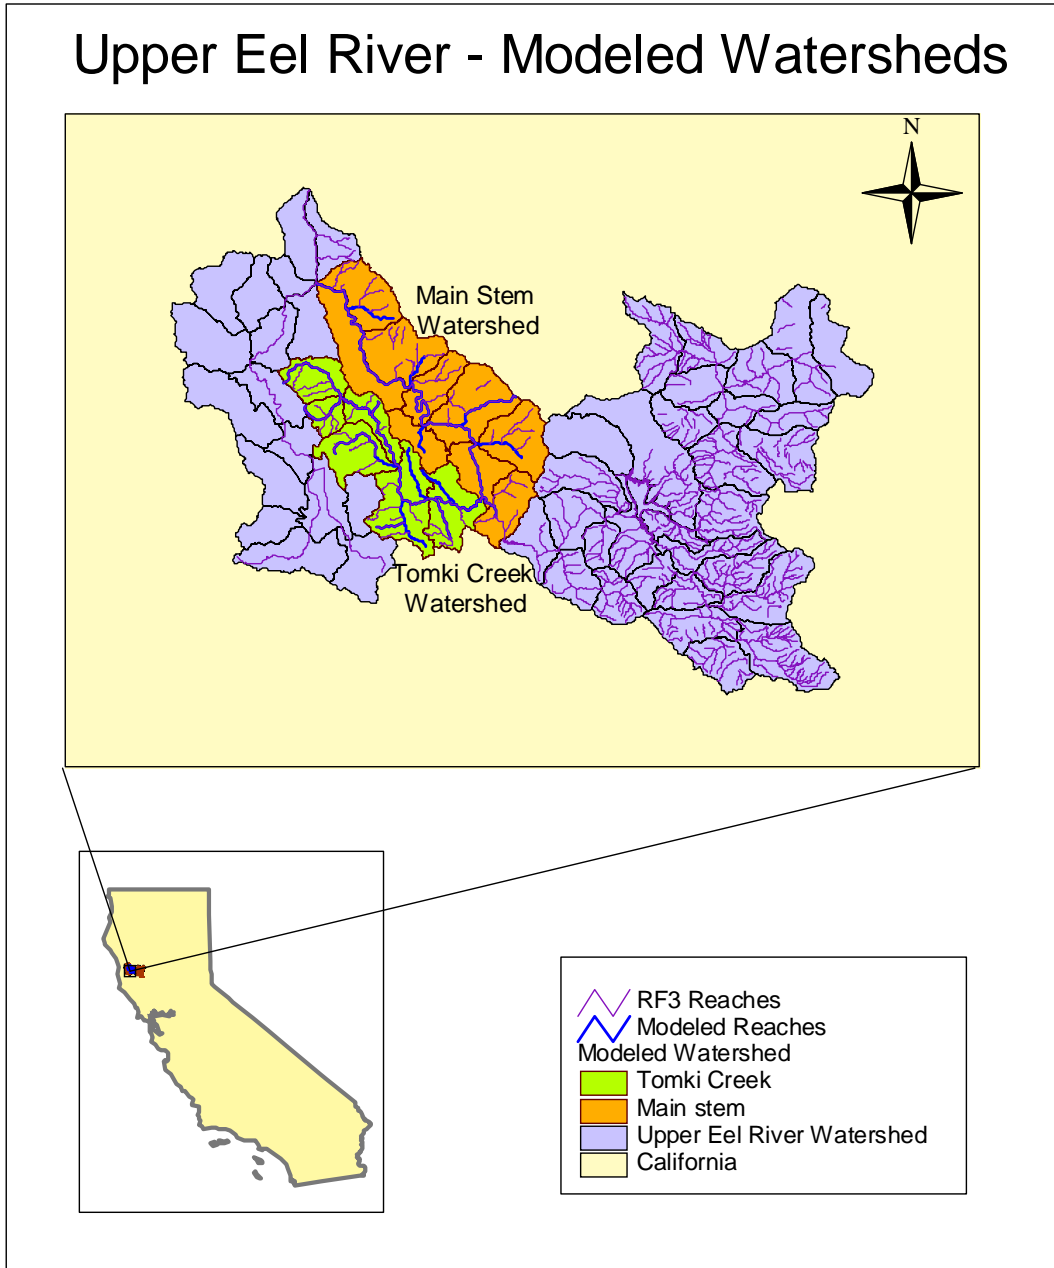 Upper Eel River - Modeled Watersheds
N
Main Stem
Watershed
Tomki Creek
Watershed
RF3 Reaches
Modeled Reaches
Modeled Watershed
Tomki Creek
Main stem
Upper Eel River Watershed
California